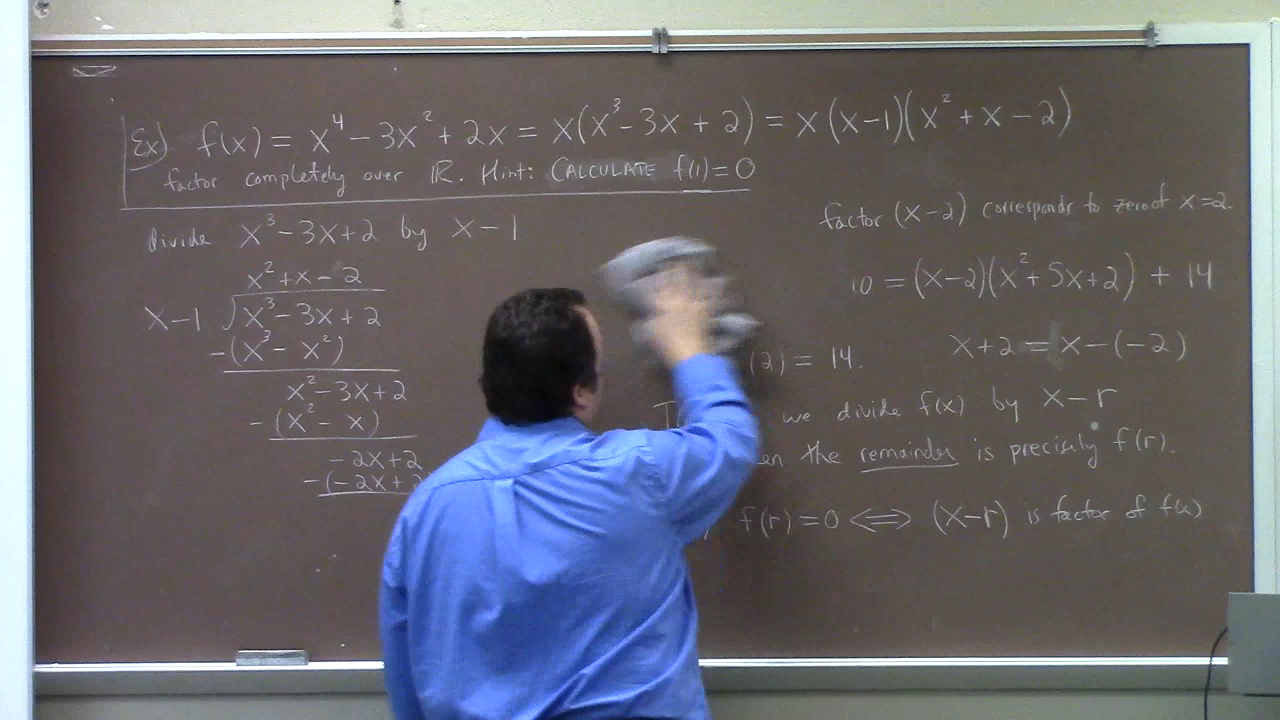 Ex) f(x) = x⁴ − 3x² + 2x = x(x³ − 3x + 2) = x(x−1)(x² + x − 2)
factor completely over ℝ. Hint: CALCULATE f(1) = 0
Divide x³ − 3x + 2 by x − 1
x² + x − 2
x−1 √x³ − 3x + 2
−(x³ − x²)
x² − 3x + 2
−(x² − x)
−2x + 2
−(−2x + 2
factor (x−2) corresponds to zero of x = 2.
10 = (x−2)(x² + 5x + 2) + 14
(2) = 14.
x+2 = x − (−2)
we divide f(x) by x − r
the remainder is precisely f(r).
f(r) = 0 ⟺ (x−r) is factor of f(x)